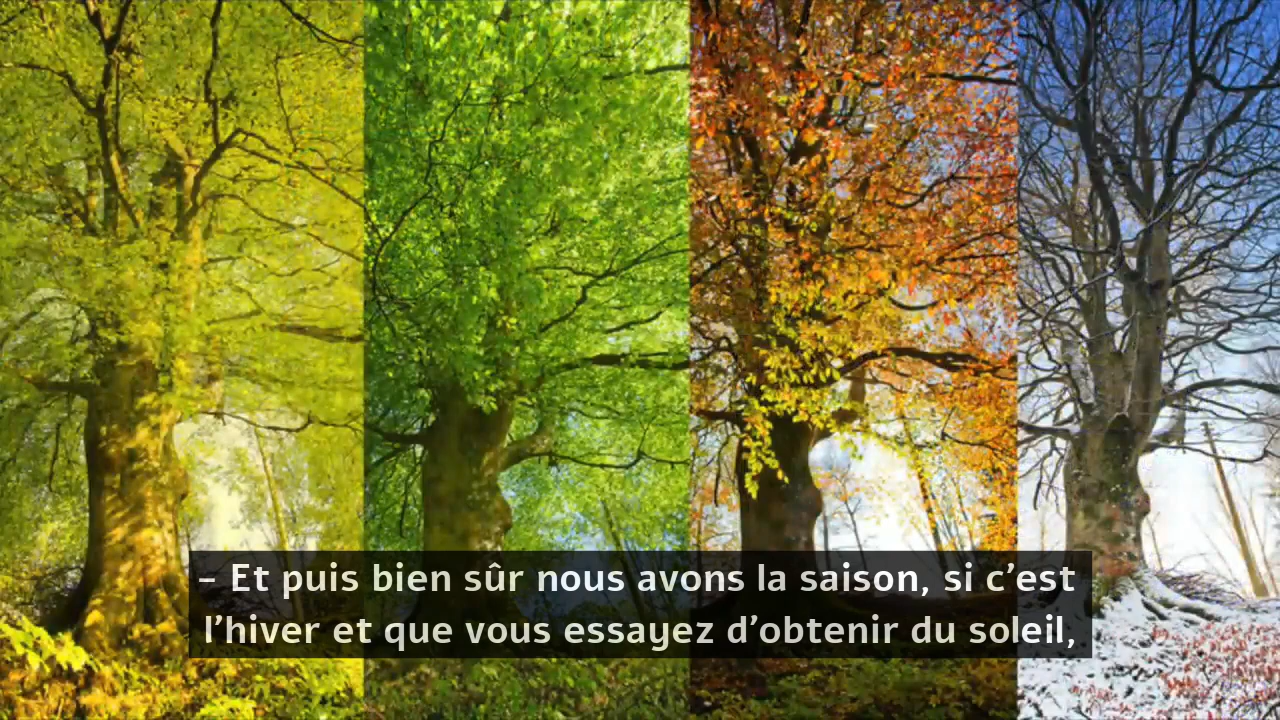 – Et puis bien sûr nous avons la saison, si c’est
l’hiver et que vous essayez d’obtenir du soleil,